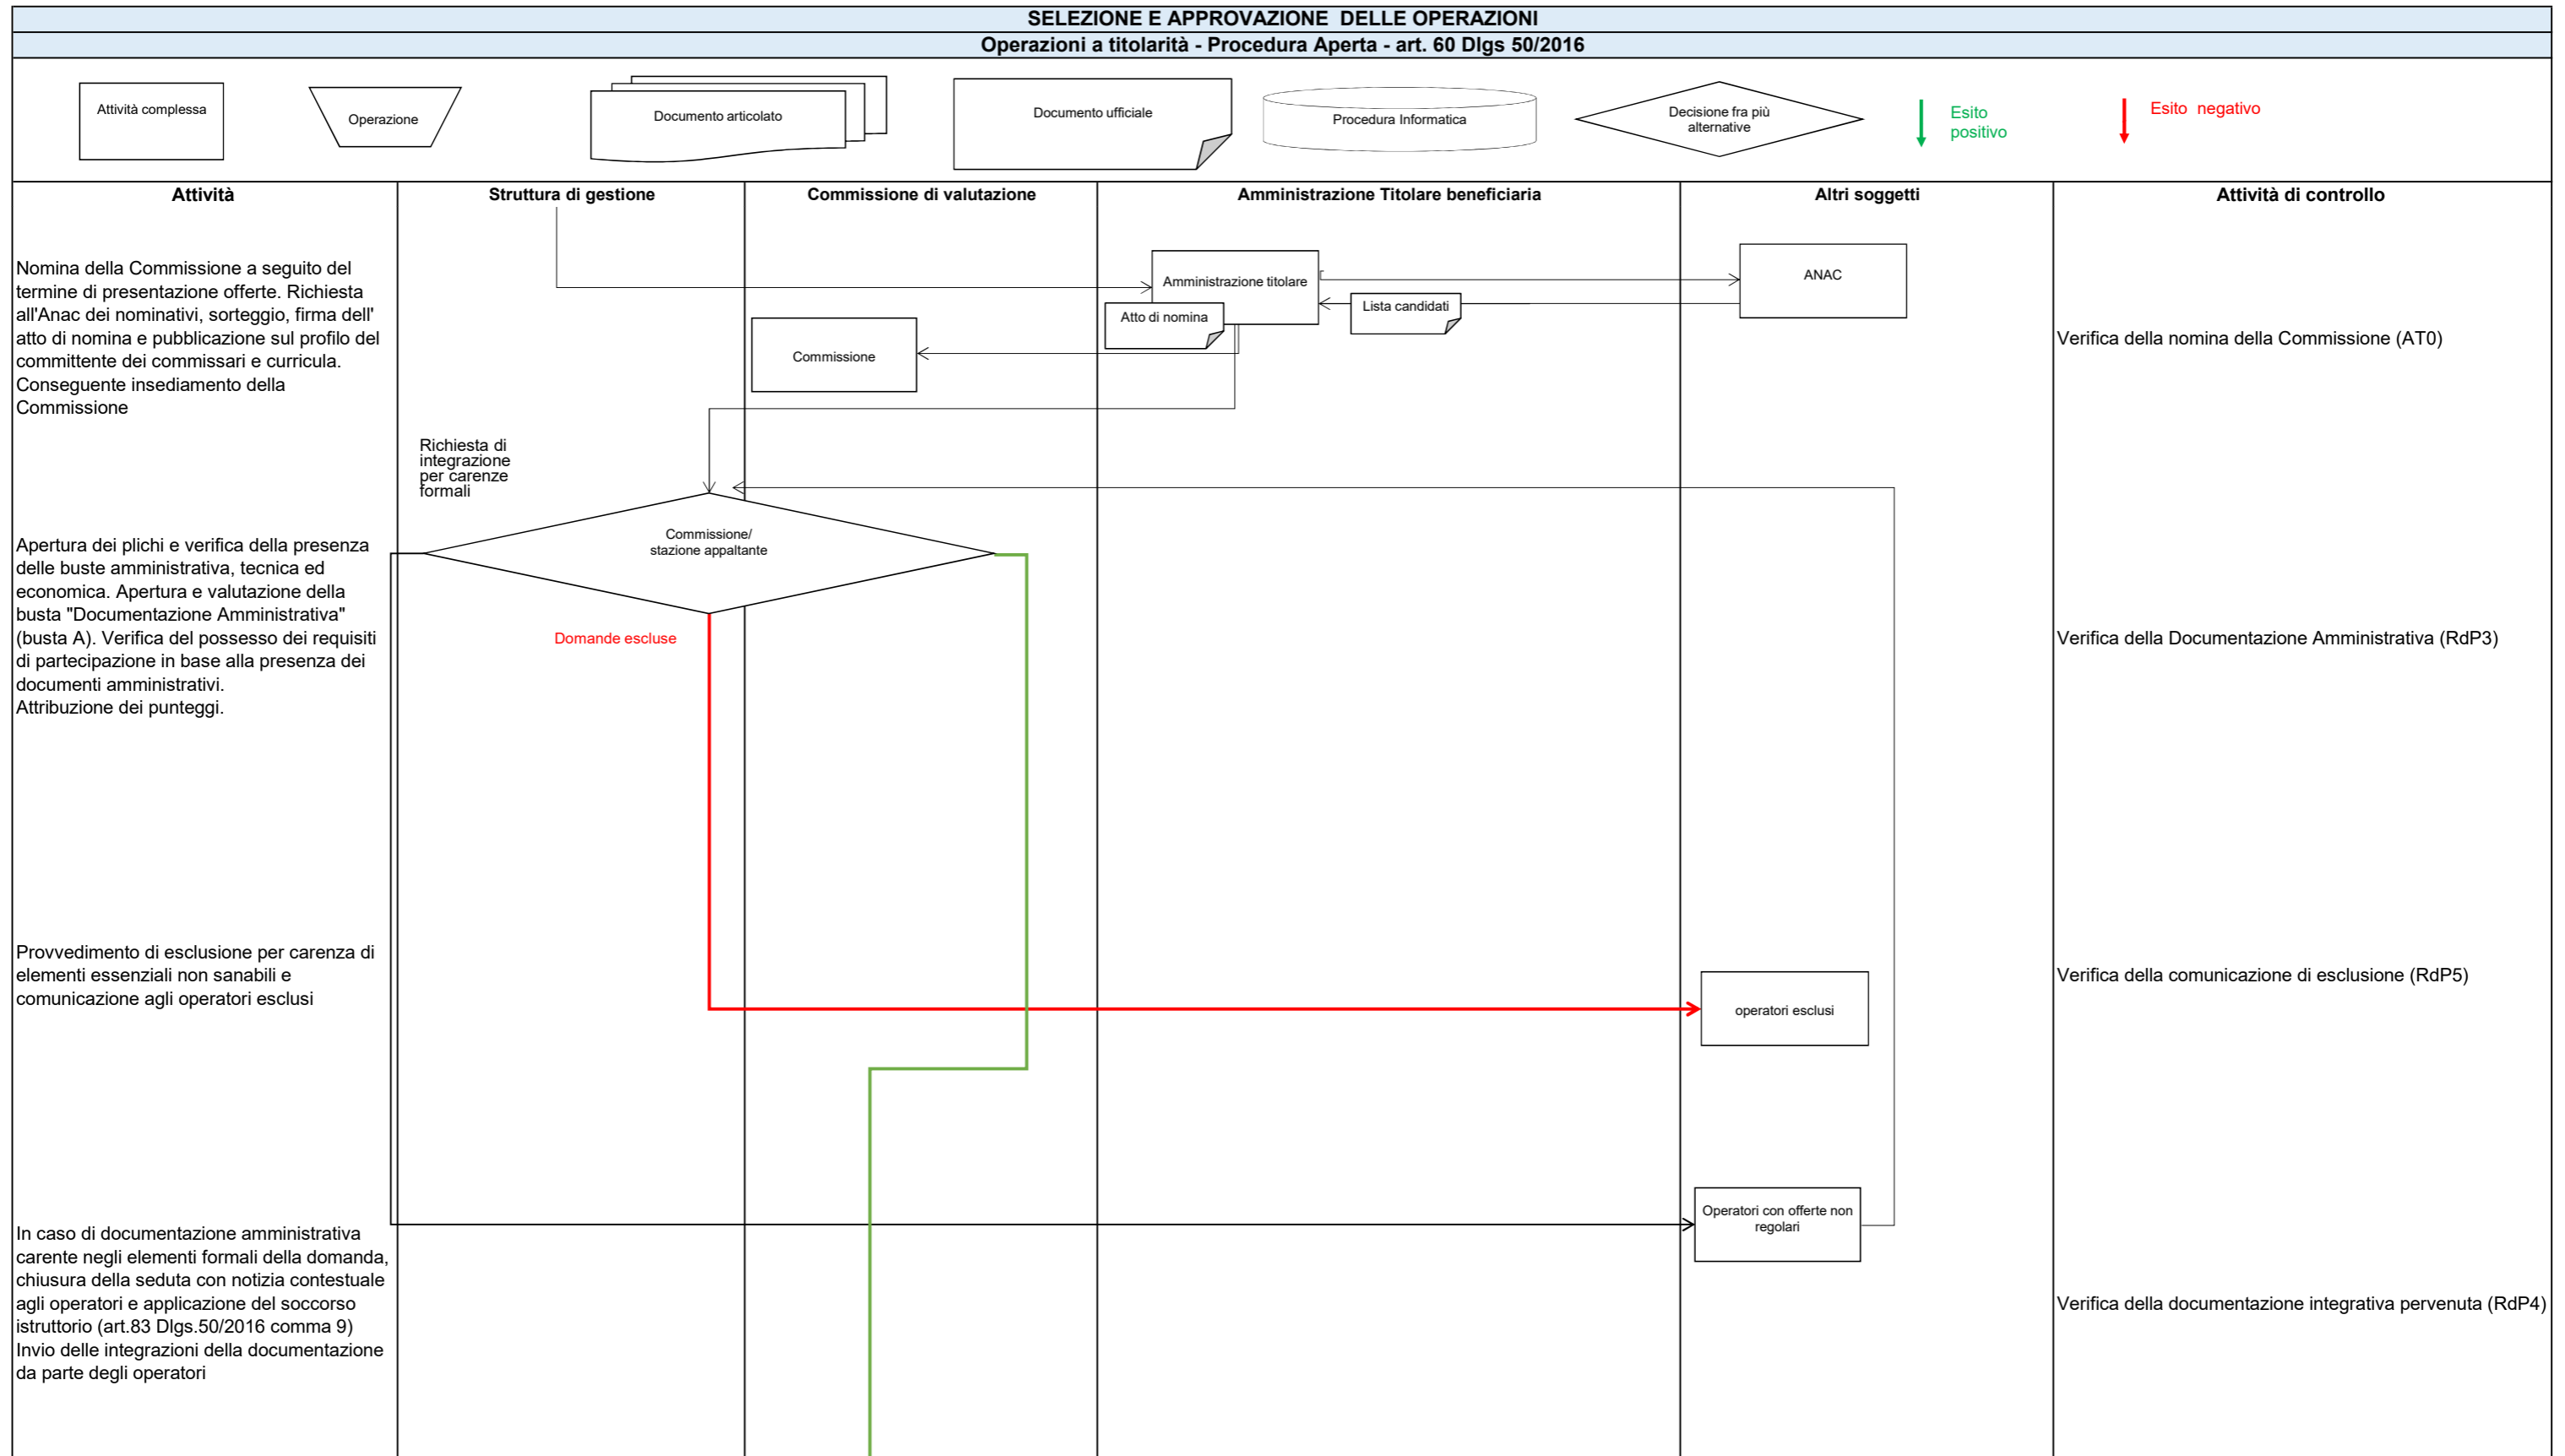 SELEZIONE E APPROVAZIONE  DELLE OPERAZIONI
Operazioni a titolarità - Procedura Aperta - art. 60 Dlgs 50/2016
Attività complessa
Operazione
Documento articolato
Documento ufficiale
Procedura Informatica
Decisione fra più
alternative
Esito
positivo
Esito  negativo
Attività
Struttura di gestione
Commissione di valutazione
Amministrazione Titolare beneficiaria
Altri soggetti
Attività di controllo
Nomina della Commissione a seguito del
termine di presentazione offerte. Richiesta
all'Anac dei nominativi, sorteggio, firma dell'
atto di nomina e pubblicazione sul profilo del
committente dei commissari e curricula.
Conseguente insediamento della
Commissione
Amministrazione titolare
Atto di nomina
Lista candidati
ANAC
Commissione
Verifica della nomina della Commissione (AT0)
Richiesta di
integrazione
per carenze
formali
Commissione/
stazione appaltante
Apertura dei plichi e verifica della presenza
delle buste amministrativa, tecnica ed
economica. Apertura e valutazione della
busta "Documentazione Amministrativa"
(busta A). Verifica del possesso dei requisiti
di partecipazione in base alla presenza dei
documenti amministrativi.
Attribuzione dei punteggi.
Domande escluse
Verifica della Documentazione Amministrativa (RdP3)
Provvedimento di esclusione per carenza di
elementi essenziali non sanabili e
comunicazione agli operatori esclusi
operatori esclusi
Verifica della comunicazione di esclusione (RdP5)
Operatori con offerte non
regolari
In caso di documentazione amministrativa
carente negli elementi formali della domanda,
chiusura della seduta con notizia contestuale
agli operatori e applicazione del soccorso
istruttorio (art.83 Dlgs.50/2016 comma 9)
Invio delle integrazioni della documentazione
da parte degli operatori
Verifica della documentazione integrativa pervenuta (RdP4)